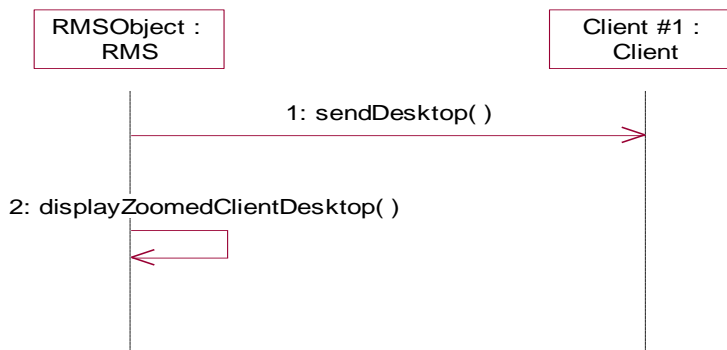 RMSObject :
RMS
Client #1 :
Client
1: sendDesktop( )
2: displayZoomedClientDesktop( )